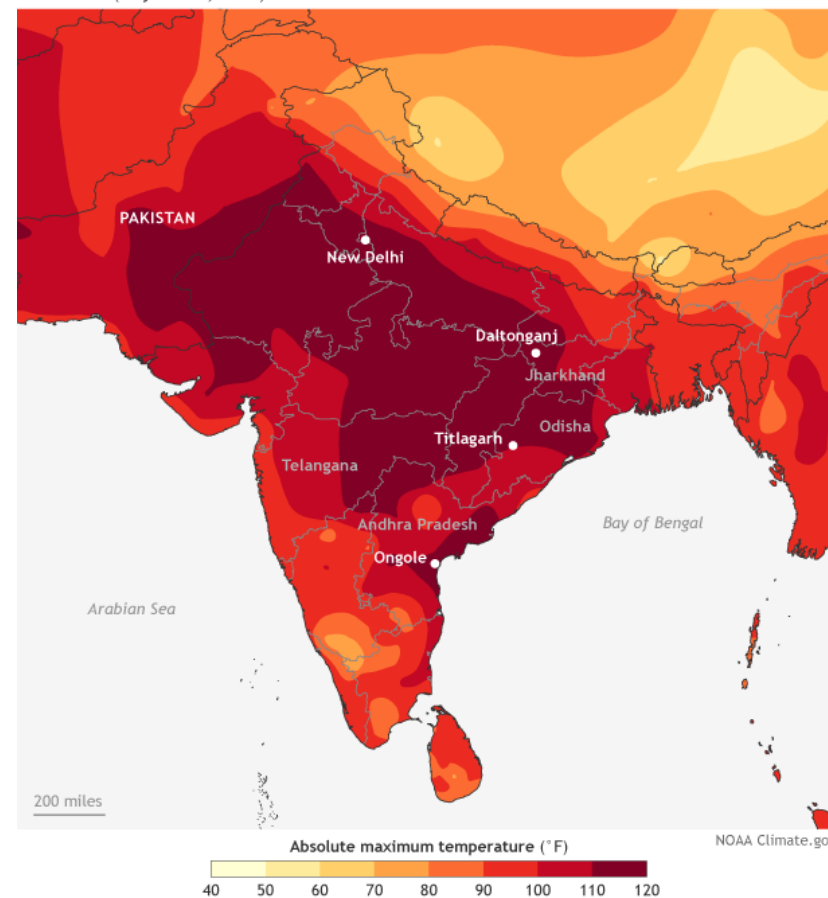 PAKISTAN
New Delhi
Daltonganj
Jharkhand
Odisha
Titlagarh
Telangana
Andhra Pradesh
Bay of Bengal
Ongole
Arabian Sea
200 miles
NOAA Climate.go
Absolute maximum temperature (°F)
40 50 60 70 80 90 100 110 120